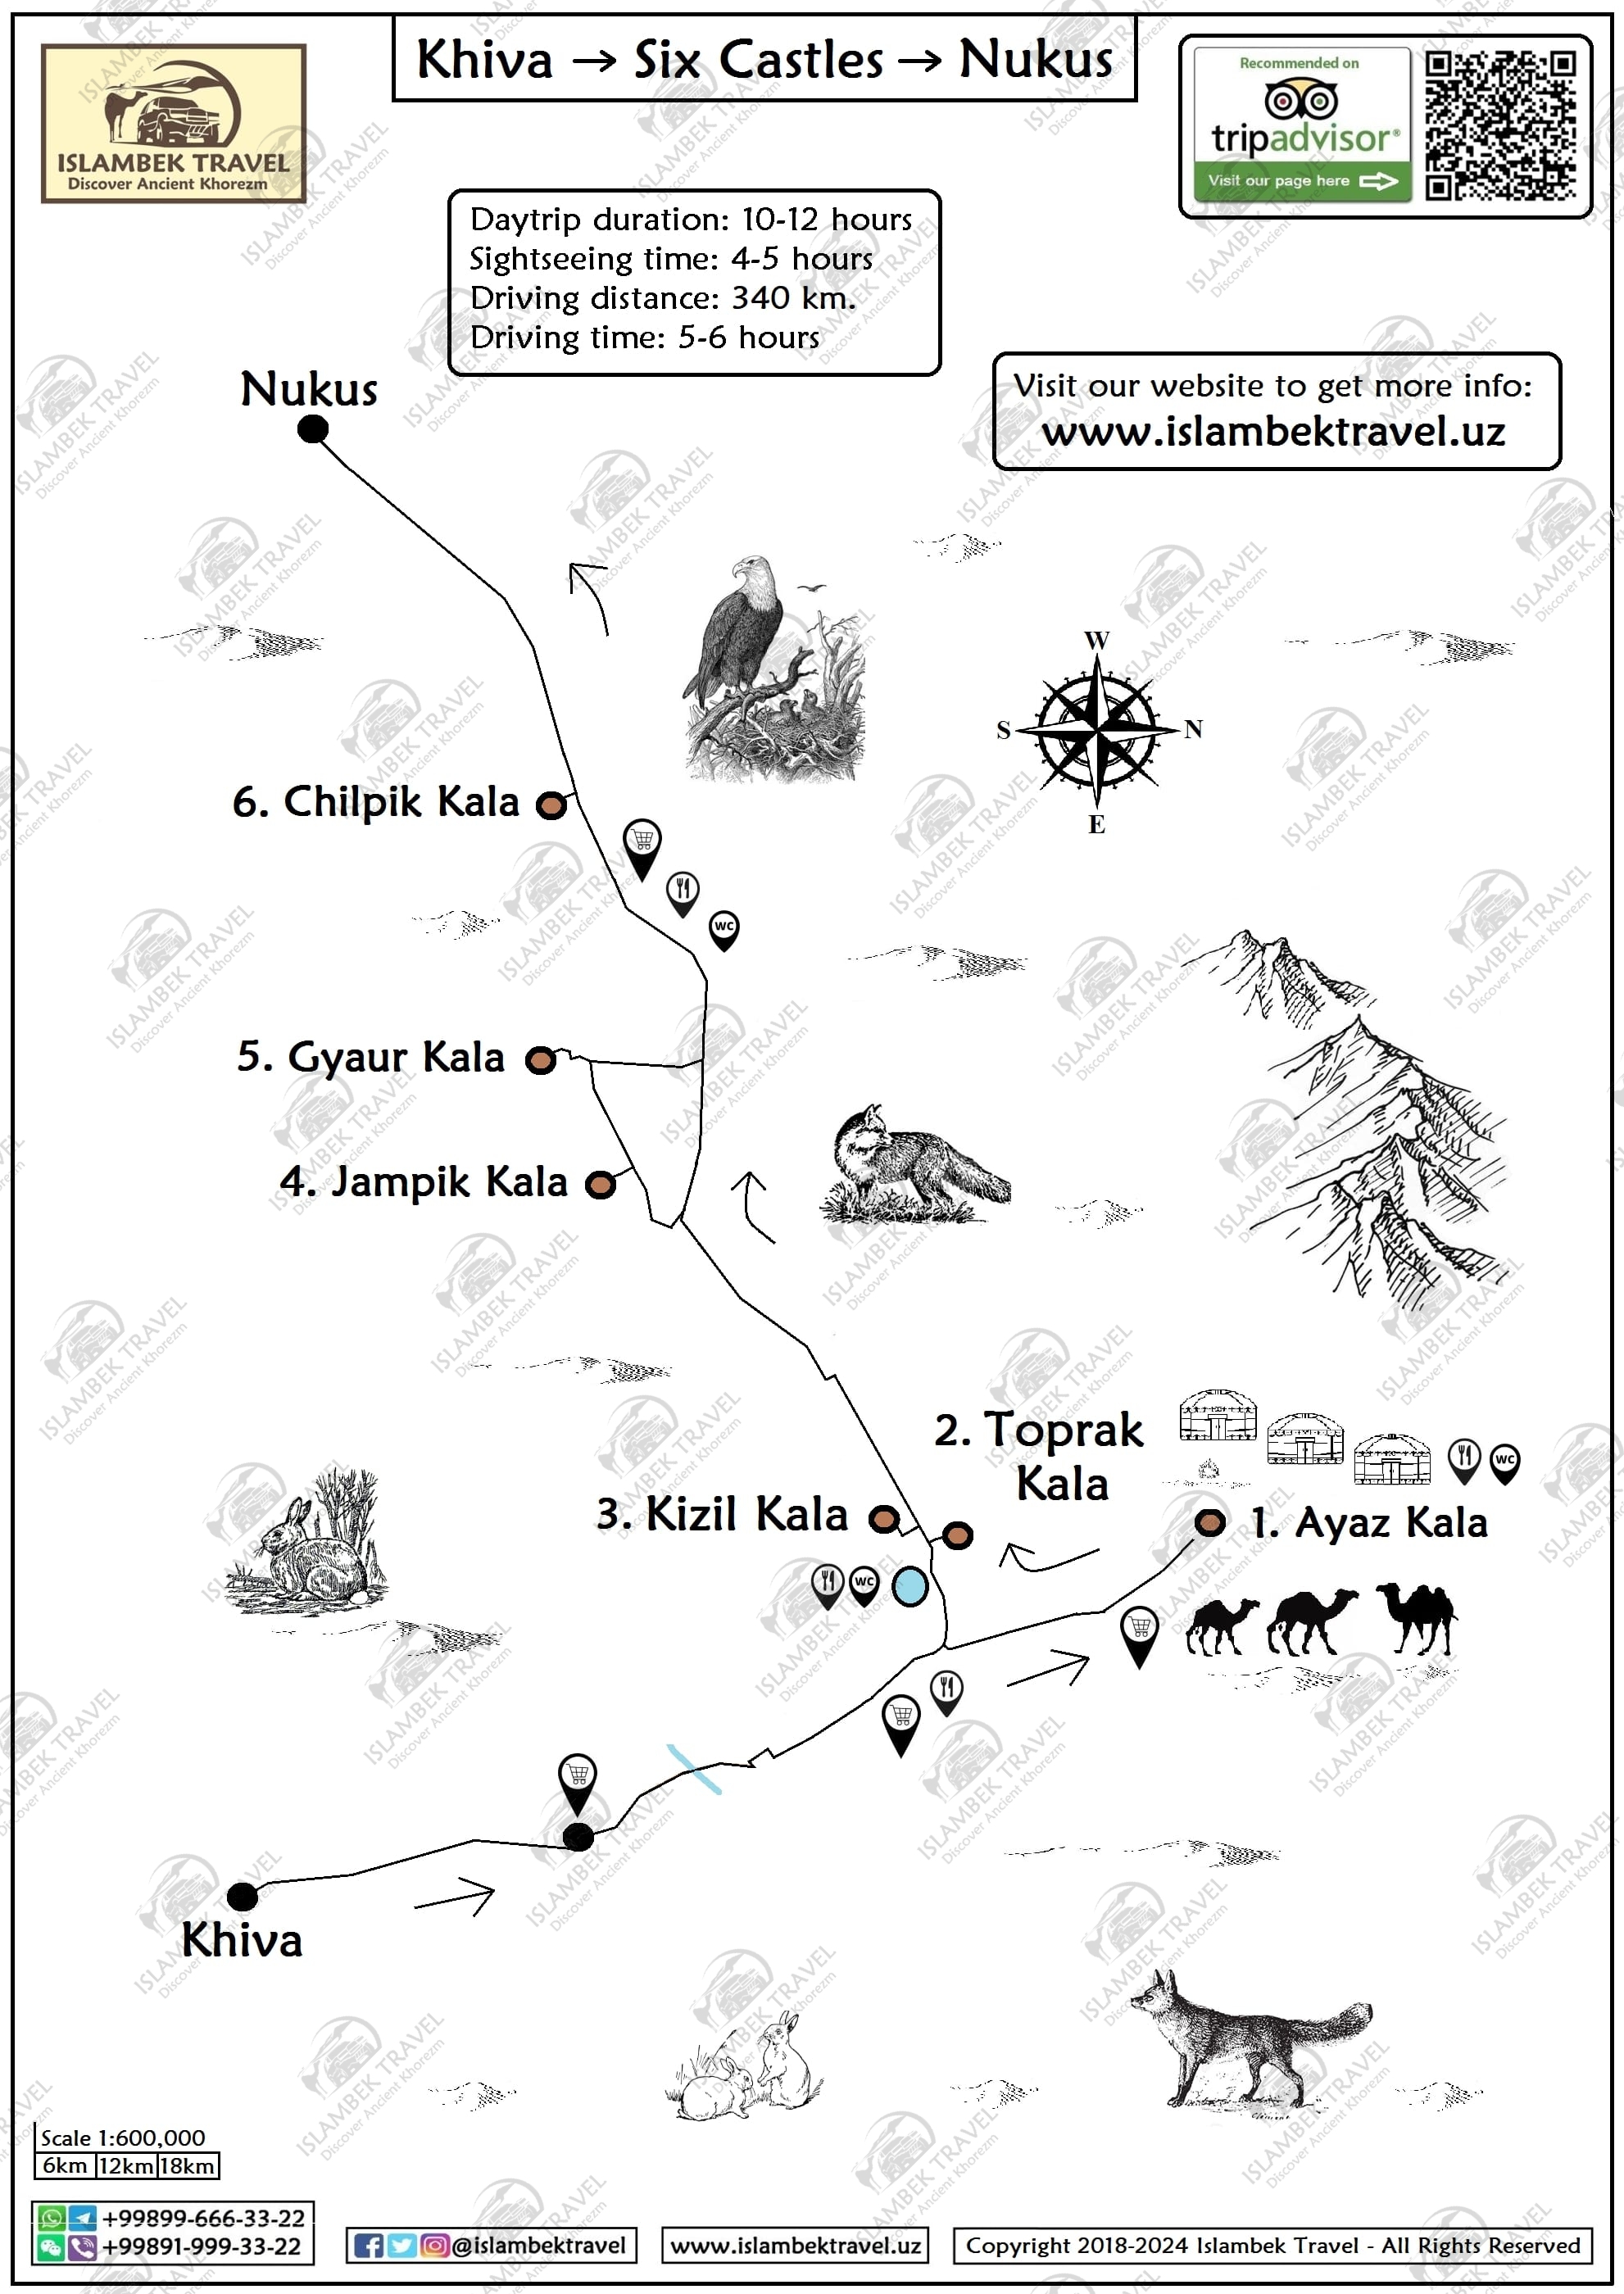 Khiva → Six Castles → Nukus
ISLAMBEK TRAVEL
Discover Ancient Khorezm
Recommended on
tripadvisor®
Visit our page here
Daytrip duration: 10-12 hours
Sightseeing time: 4-5 hours
Driving distance: 340 km.
Driving time: 5-6 hours
Visit our website to get more info:
www.islambektravel.uz
Nukus
W
S
N
E
6. Chilpik Kala
WC
5. Gyaur Kala
4. Jampik Kala
2. Toprak
Kala
WC
3. Kizil Kala
1. Ayaz Kala
WC
Khiva
Scale 1:600,000
6km 12km 18km
+99899-666-33-22
+99891-999-33-22
@islambektravel
www.islambektravel.uz
Copyright 2018-2024 Islambek Travel - All Rights Reserved